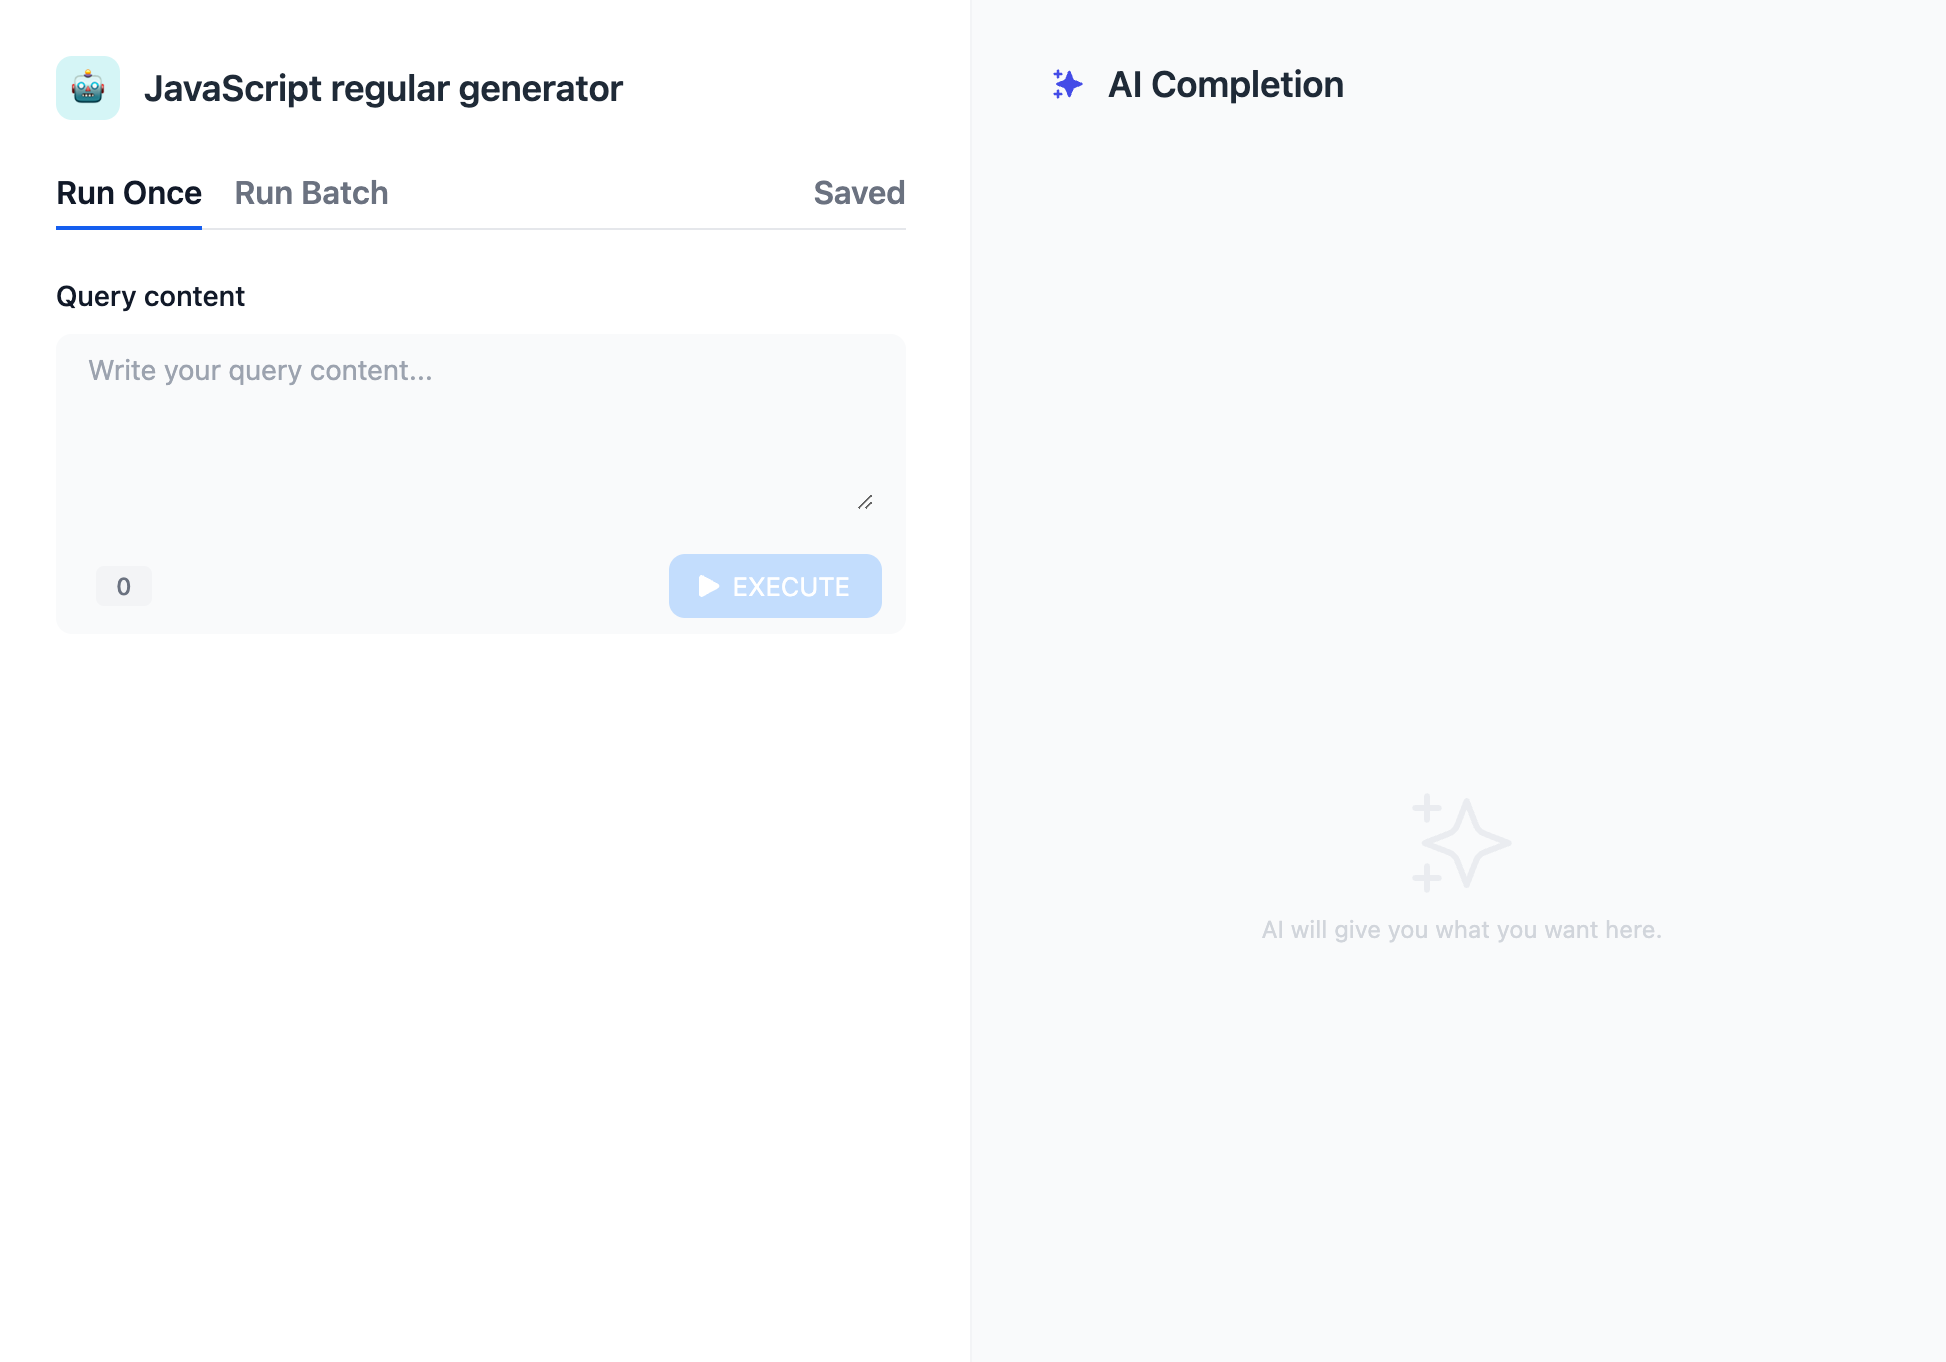 JavaScript regular generator
Run Once
Run Batch
Saved
Query content
Write your query content...
0
EXECUTE
AI Completion
AI will give you what you want here.